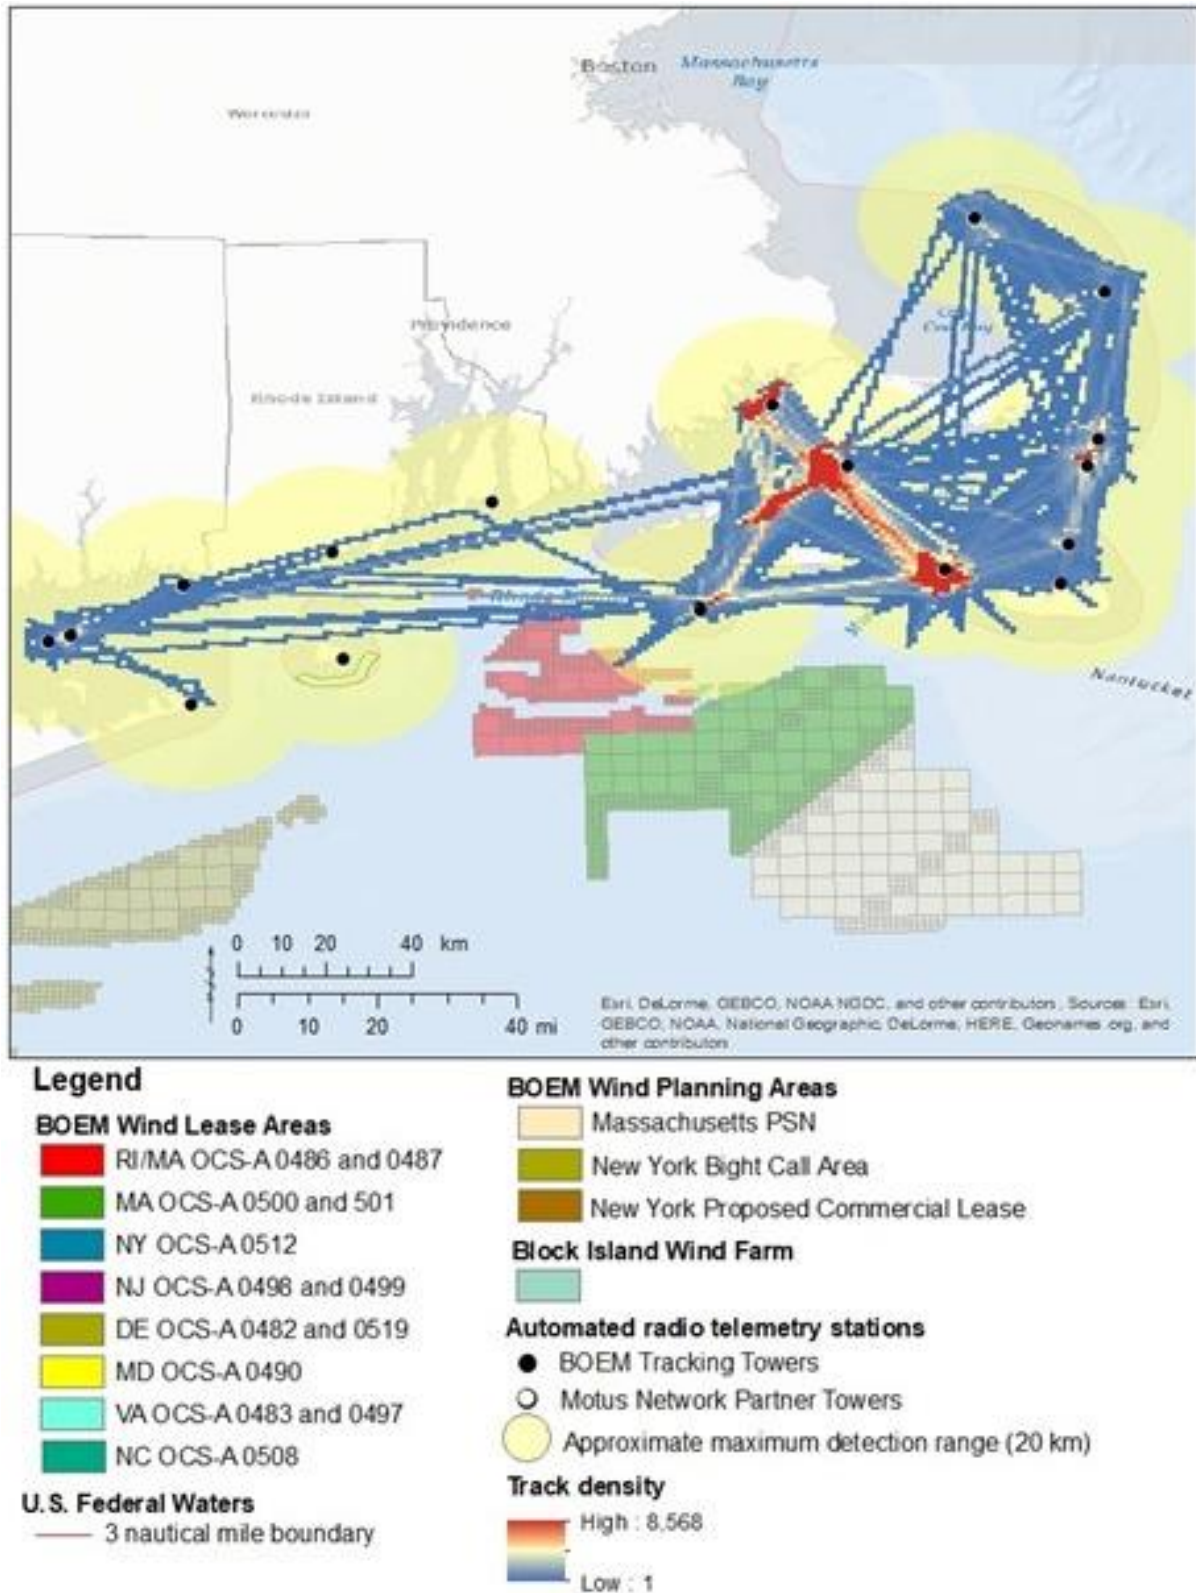 Boston
Massachusetts
Bay
Worcester
Providence
Cod Bay
Rhode Island
Nantucket
0 10 20 40 km
0 10 20 40 mi
Esri, DeLorme, GEBCO, NOAA NGDC, and other contributors, Sources: Esri,
GEBCO, NOAA, National Geographic, DeLorme, HERE, Geonames.org, and
other contributors
Legend
BOEM Wind Lease Areas
RI/MA OCS-A 0486 and 0487
MA OCS-A 0500 and 501
NY OCS-A 0512
NJ OCS-A 0498 and 0499
DE OCS-A 0482 and 0519
MD OCS-A 0490
VA OCS-A 0483 and 0497
NC OCS-A 0508
U.S. Federal Waters
3 nautical mile boundary
BOEM Wind Planning Areas
Massachusetts PSN
New York Bight Call Area
New York Proposed Commercial Lease
Block Island Wind Farm
Automated radio telemetry stations
BOEM Tracking Towers
Motus Network Partner Towers
Approximate maximum detection range (20 km)
Track density
High : 8,568
Low : 1